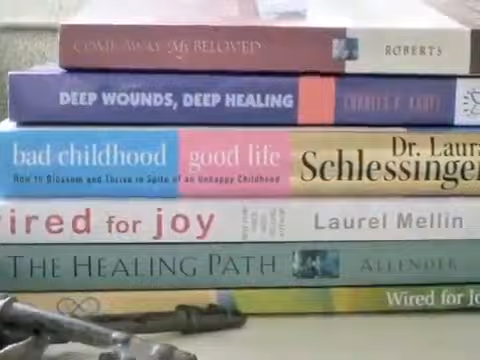 COME AWAY MY BELOVED ROBERTS
DEEP WOUNDS, DEEP HEALING CHARLES H. KRAFT
bad childhood good life Dr. Laura
Schlessinger
How to Blossom and Thrive in Spite of an Unhappy Childhood
ired for joy Laurel Mellin
THE HEALING PATH ALLENDER
Wired for Jo